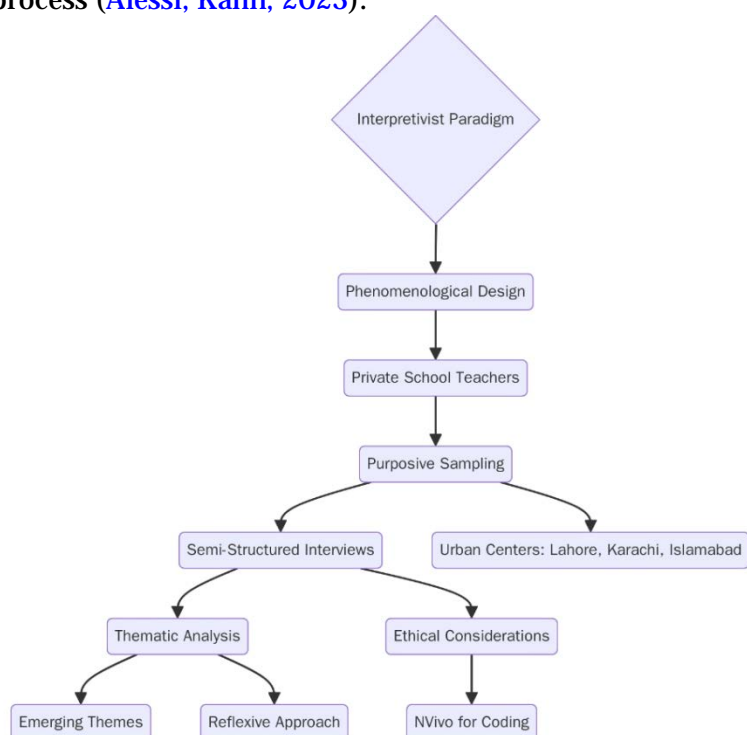 process (Alessi, Kahn, 2023).
Interpretivist Paradigm
Phenomenological Design
Private School Teachers
Purposive Sampling
Semi-Structured Interviews
Urban Centers: Lahore, Karachi, Islamabad
Thematic Analysis
Ethical Considerations
Emerging Themes
Reflexive Approach
NVivo for Coding